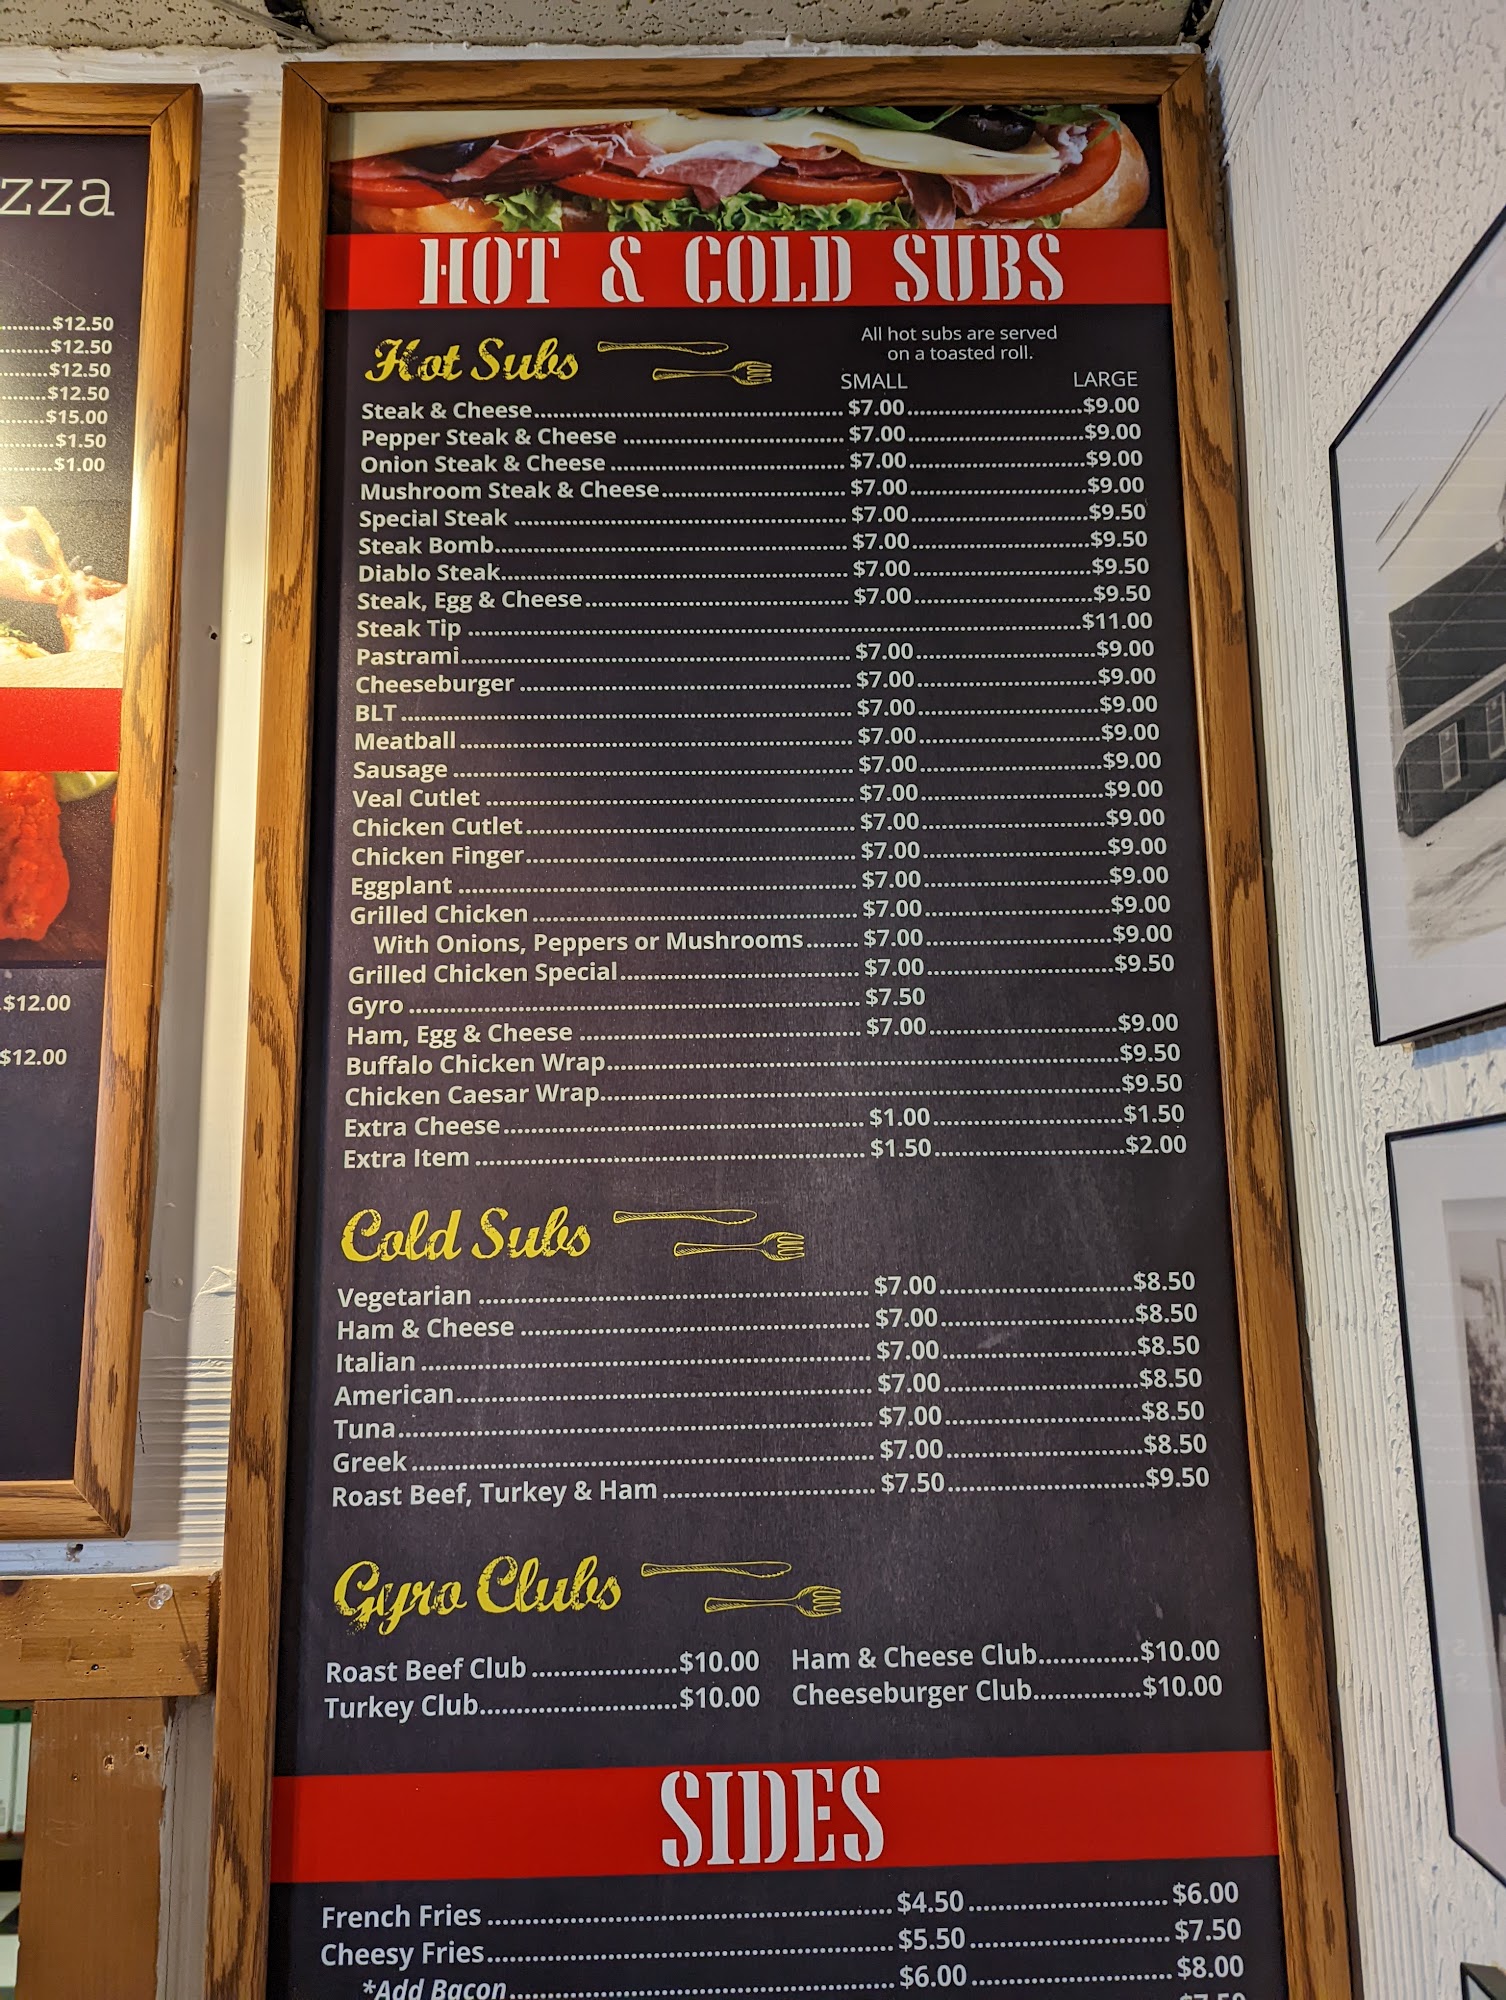 zza
............$12.50
............$12.50
............$12.50
............$12.50
............$15.00
............$1.50
............$1.00
$12.00
$12.00
HOT & COLD SUBS
Hot Subs
All hot subs are served
on a toasted roll.
SMALL LARGE
Steak & Cheese $7.00 $9.00
Pepper Steak & Cheese $7.00 $9.00
Onion Steak & Cheese $7.00 $9.00
Mushroom Steak & Cheese $7.00 $9.00
Special Steak $7.00 $9.50
Steak Bomb $7.00 $9.50
Diablo Steak $7.00 $9.50
Steak, Egg & Cheese $7.00 $9.50
Steak Tip $11.00
Pastrami $7.00 $9.00
Cheeseburger $7.00 $9.00
BLT $7.00 $9.00
Meatball $7.00 $9.00
Sausage $7.00 $9.00
Veal Cutlet $7.00 $9.00
Chicken Cutlet $7.00 $9.00
Chicken Finger $7.00 $9.00
Eggplant $7.00 $9.00
Grilled Chicken $7.00 $9.00
With Onions, Peppers or Mushrooms $7.00 $9.00
Grilled Chicken Special $7.00 $9.50
Gyro $7.50
Ham, Egg & Cheese $7.00 $9.00
Buffalo Chicken Wrap $9.50
Chicken Caesar Wrap $9.50
Extra Cheese $1.00 $1.50
Extra Item $1.50 $2.00
Cold Subs
Vegetarian $7.00 $8.50
Ham & Cheese $7.00 $8.50
Italian $7.00 $8.50
American $7.00 $8.50
Tuna $7.00 $8.50
Greek $7.00 $8.50
Roast Beef, Turkey & Ham $7.50 $9.50
Gyro Clubs
Roast Beef Club $10.00 Ham & Cheese Club $10.00
Turkey Club $10.00 Cheeseburger Club $10.00
SIDES
French Fries $4.50 $6.00
Cheesy Fries $5.50 $7.50
*Add Bacon $6.00 $8.00